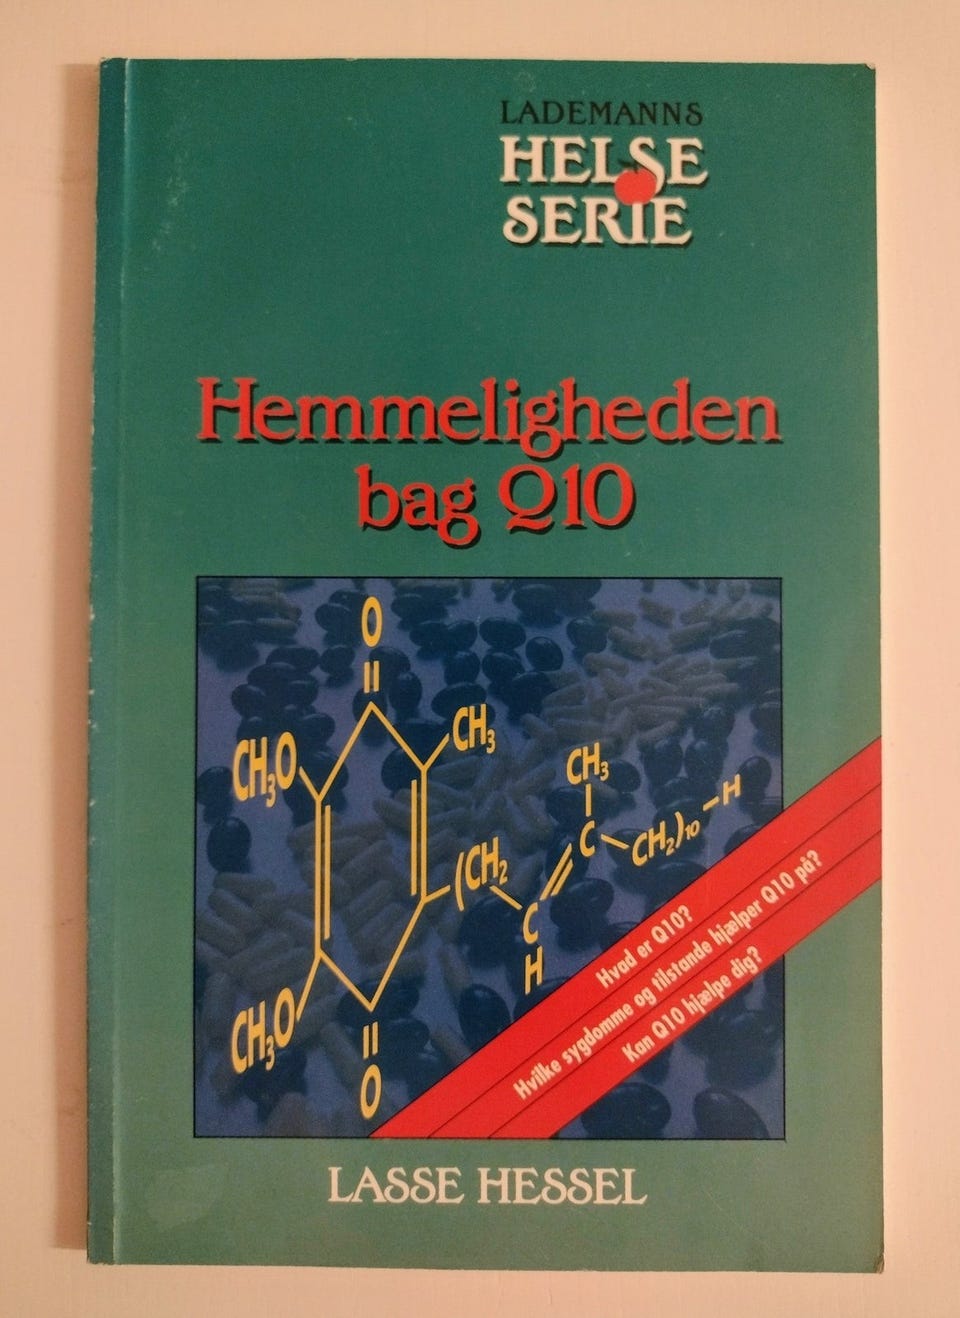 LADEMANNS
HELSE
SERIE
Hemmeligheden
bag Q10
O
CH₃O
CH₃
CH₃
(CH₂
C
CH₂)₁₀
H
C
H
CH₃O
O
Hvad er Q10?
Hvilke sygdomme og tilstande hjælper Q10 på?
Kan Q10 hjælpe dig?
LASSE HESSEL